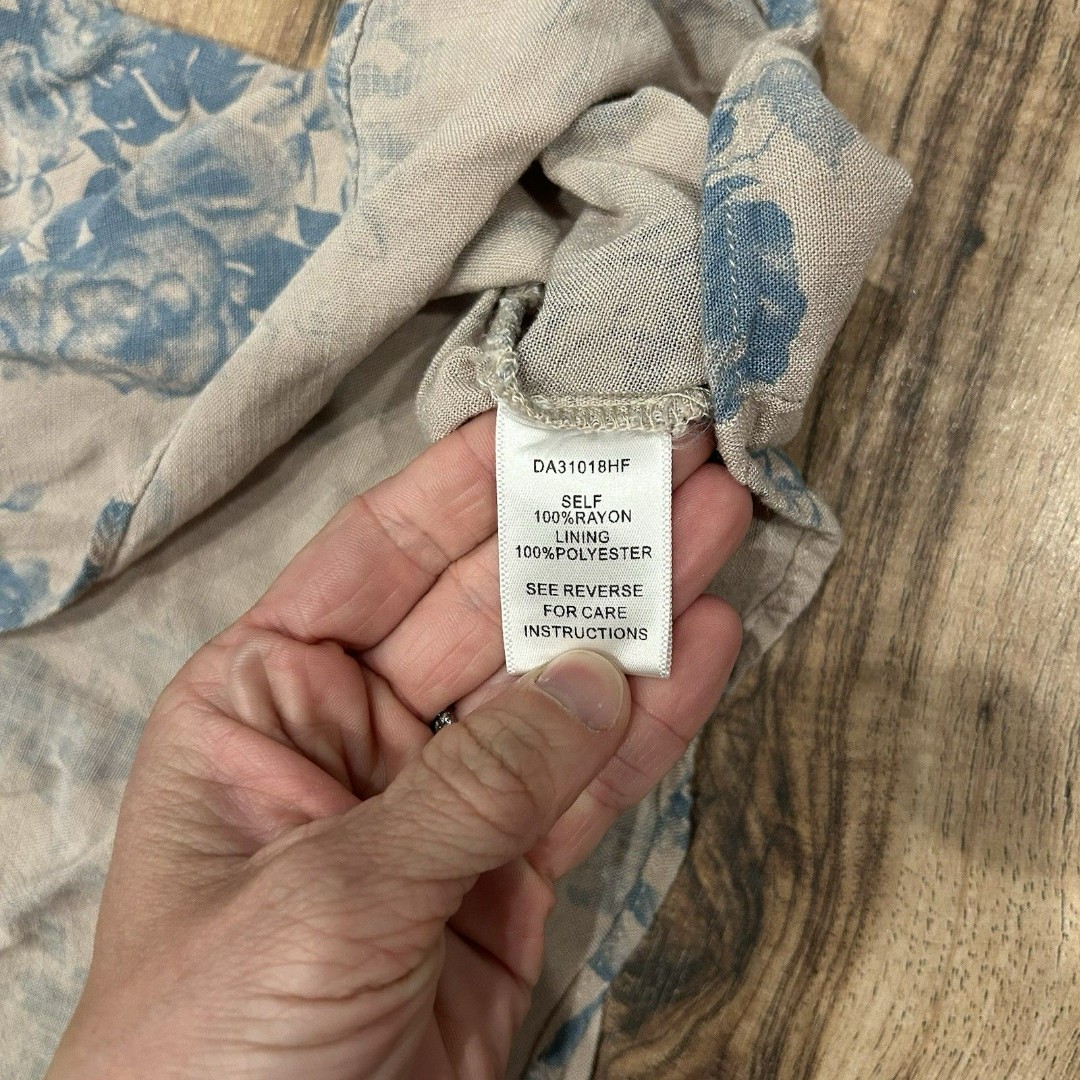 DA31018HF
SELF
100%RAYON
LINING
100%POLYESTER
SEE REVERSE
FOR CARE
INSTRUCTIONS